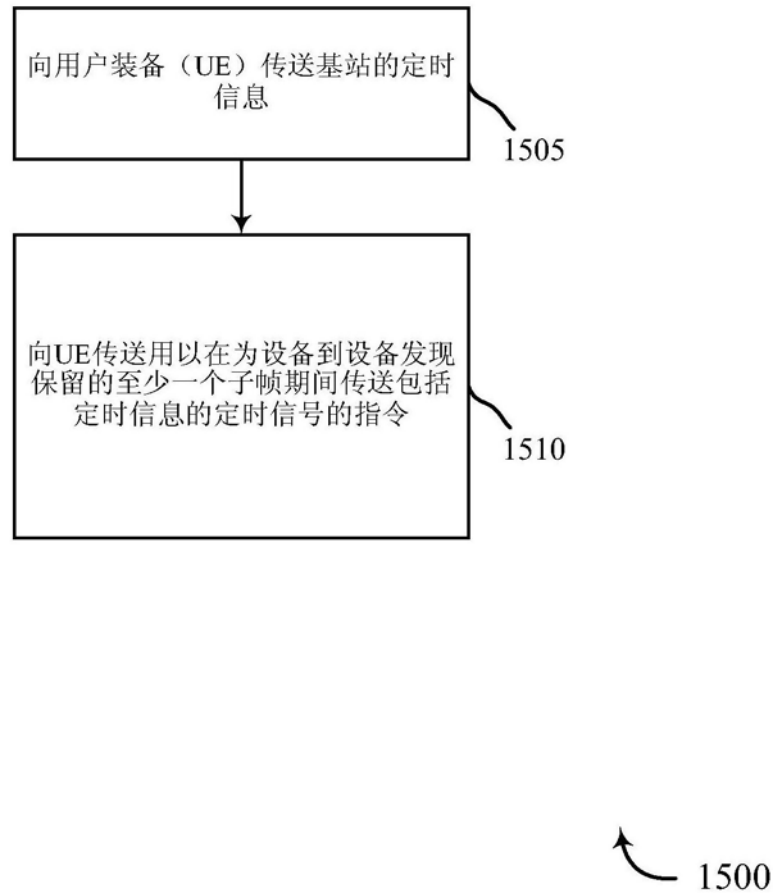 向用户装备（UE）传送基站的定时
信息
1505
向UE传送用以在为设备到设备发现
保留的至少一个子帧期间传送包括
定时信息的定时信号的指令
1510
1500